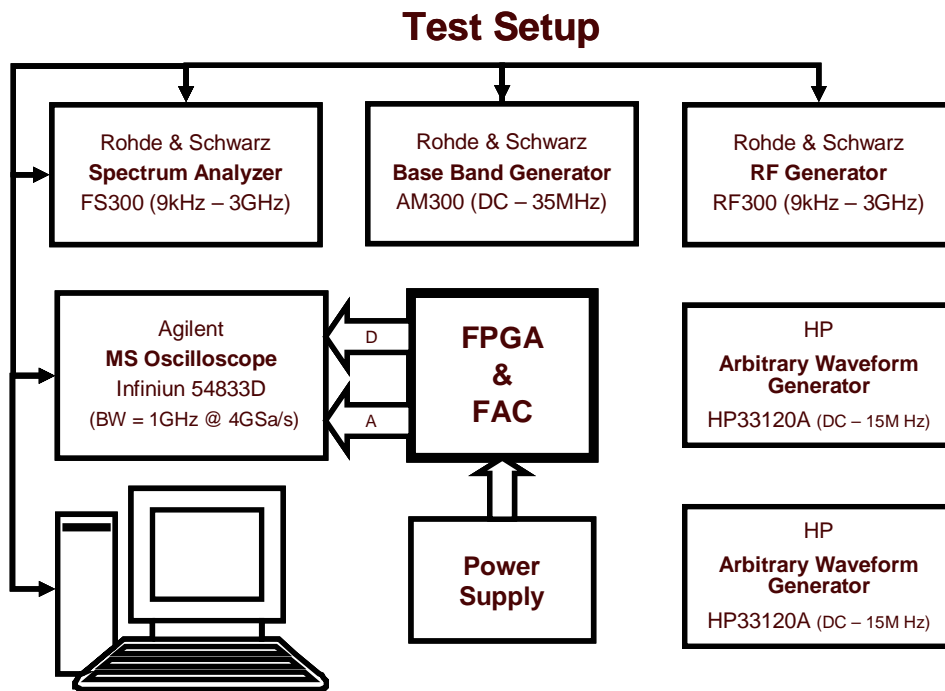 Test Setup
Rohde & Schwarz
Spectrum Analyzer
FS300 (9kHz – 3GHz)
Rohde & Schwarz
Base Band Generator
AM300 (DC – 35MHz)
Rohde & Schwarz
RF Generator
RF300 (9kHz – 3GHz)
Agilent
MS Oscilloscope
Infiniun 54833D
(BW = 1GHz @ 4GSa/s)
D
A
FPGA
&
FAC
HP
Arbitrary Waveform
Generator
HP33120A (DC – 15M Hz)
Power
Supply
HP
Arbitrary Waveform
Generator
HP33120A (DC – 15M Hz)